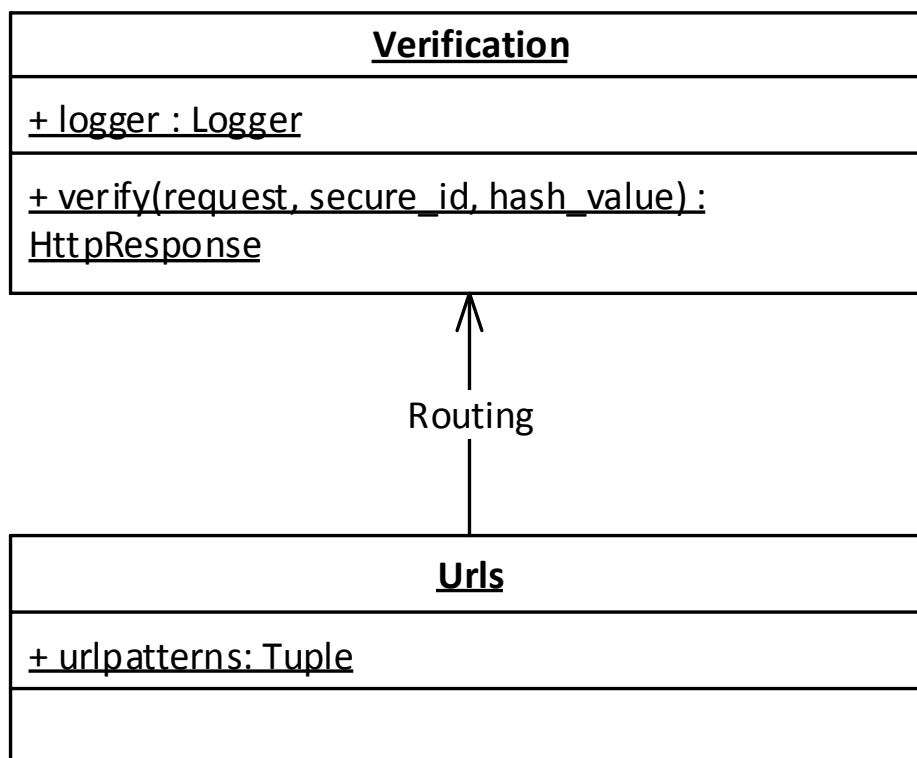 Verification
+ logger : Logger
+ verify(request, secure_id, hash_value) :
HttpResponse
Routing
Urls
+ urlpatterns: Tuple